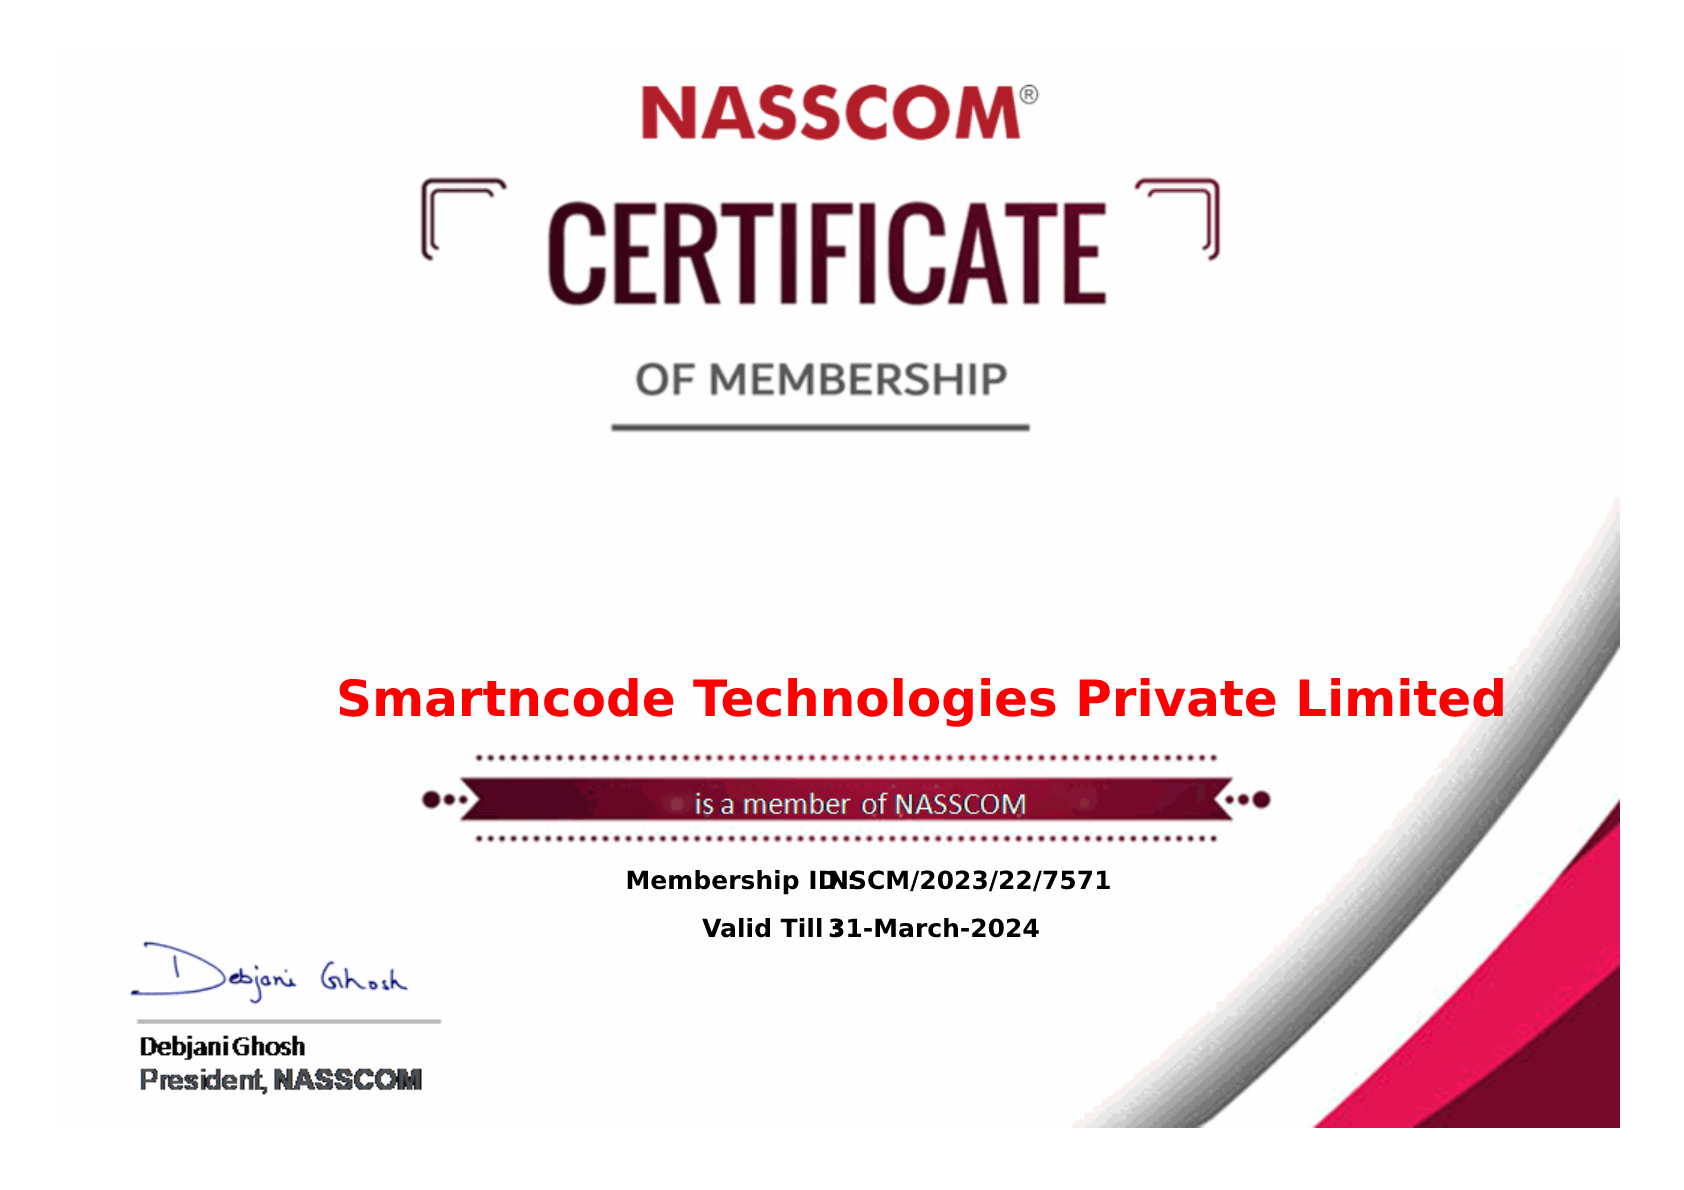 NASSCOM®
CERTIFICATE
OF MEMBERSHIP
Smartncode Technologies Private Limited
is a member of NASSCOM
Membership ID: NSCM/2023/22/7571
Valid Till : 31-March-2024
Debjani Ghosh
Debjani Ghosh
President, NASSCOM